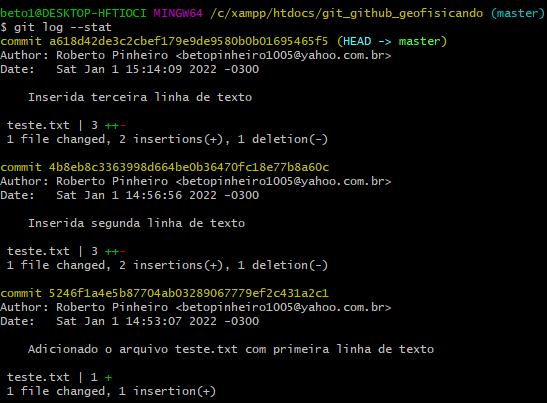 beto1@DESKTOP-HFTIOCI MINGW64 /c/xampp/htdocs/git_github_geofisicando (master)
$ git log --stat
commit a618d42de3c2cbef179e9de9580b0b01695465f5 (HEAD -> master)
Author: Roberto Pinheiro <betopinheiro1005@yahoo.com.br>
Date:   Sat Jan 1 15:14:09 2022 -0300

    Inserida terceira linha de texto

 teste.txt | 3 ++-
 1 file changed, 2 insertions(+), 1 deletion(-)

commit 4b8eb8c3363998d664be0b36470fc18e77b8a60c
Author: Roberto Pinheiro <betopinheiro1005@yahoo.com.br>
Date:   Sat Jan 1 14:56:56 2022 -0300

    Inserida segunda linha de texto

 teste.txt | 3 ++-
 1 file changed, 2 insertions(+), 1 deletion(-)

commit 5246f1a4e5b87704ab03289067779ef2c431a2c1
Author: Roberto Pinheiro <betopinheiro1005@yahoo.com.br>
Date:   Sat Jan 1 14:53:07 2022 -0300

    Adicionado o arquivo teste.txt com primeira linha de texto

 teste.txt | 1 +
 1 file changed, 1 insertion(+)